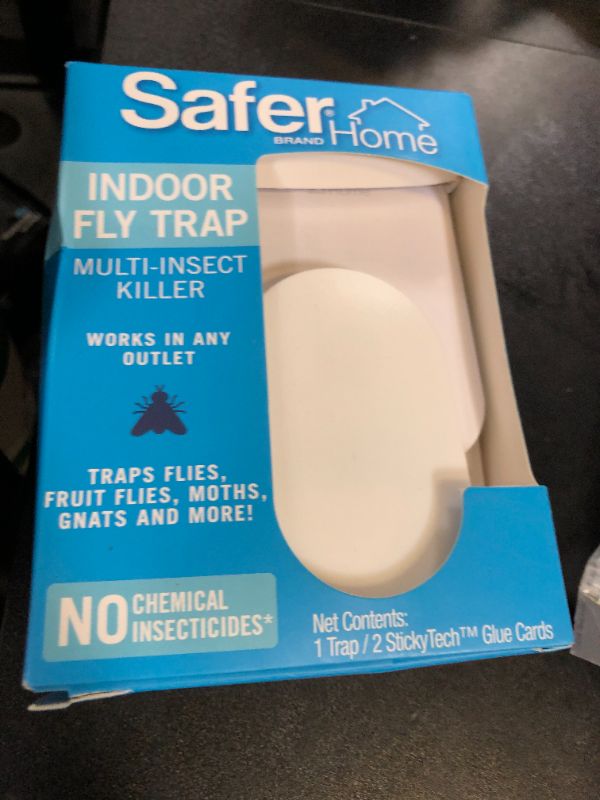 Safer® Home
BRAND
INDOOR
FLY TRAP
MULTI-INSECT
KILLER
WORKS IN ANY
OUTLET
TRAPS FLIES,
FRUIT FLIES, MOTHS,
GNATS AND MORE!
NO CHEMICAL
INSECTICIDES*
Net Contents:
1 Trap / 2 StickyTech™ Glue Cards